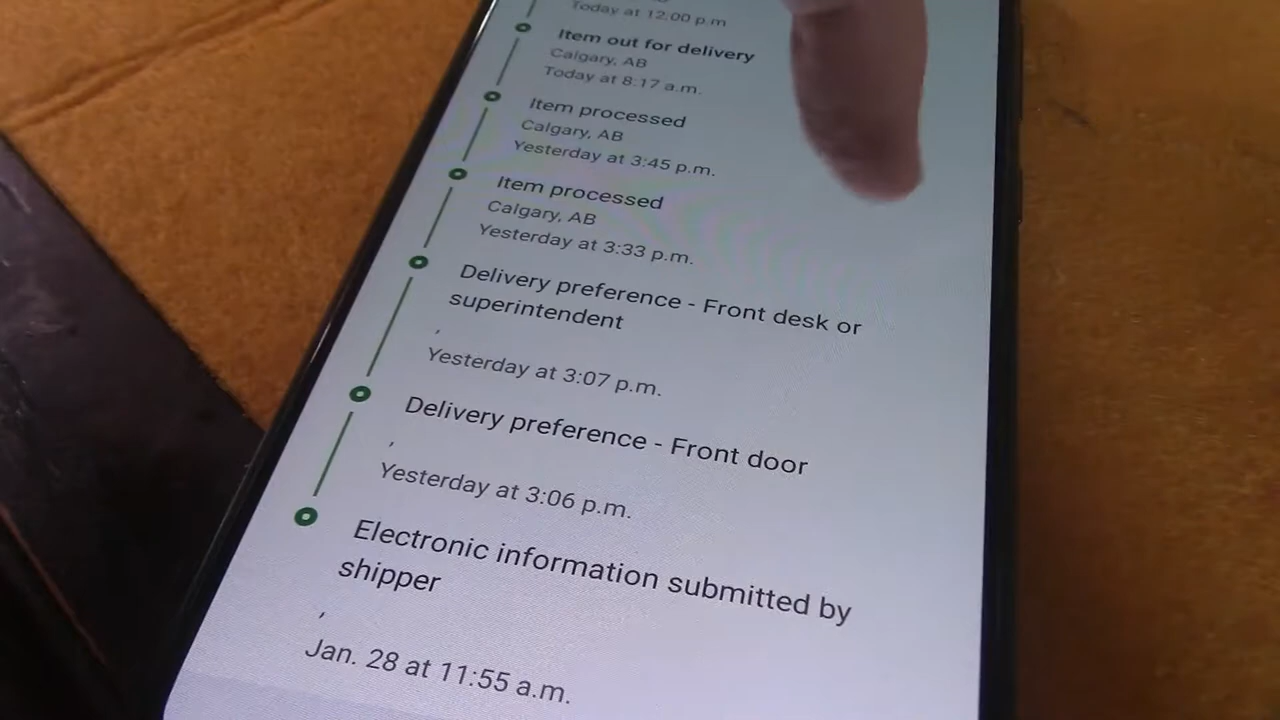 Today at 12:00 p.m
Item out for delivery
Calgary, AB
Today at 8:17 a.m.
Item processed
Calgary, AB
Yesterday at 3:45 p.m.
Item processed
Calgary, AB
Yesterday at 3:33 p.m.
Delivery preference - Front desk or
superintendent
,
Yesterday at 3:07 p.m.
Delivery preference - Front door
,
Yesterday at 3:06 p.m.
Electronic information submitted by
shipper
,
Jan. 28 at 11:55 a.m.